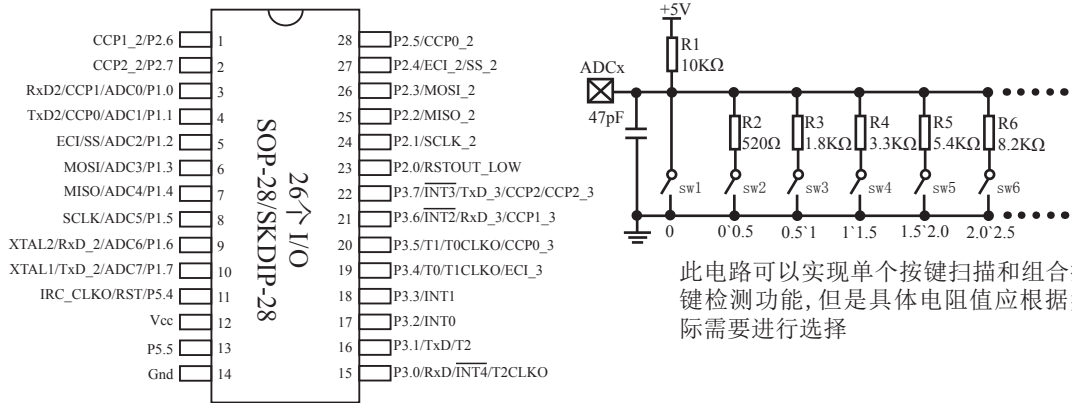 CCP1_2/P2.6
CCP2_2/P2.7
RxD2/CCP1/ADC0/P1.0
TxD2/CCP0/ADC1/P1.1
ECI/SS/ADC2/P1.2
MOSI/ADC3/P1.3
MISO/ADC4/P1.4
SCLK/ADC5/P1.5
XTAL2/RxD_2/ADC6/P1.6
XTAL1/TxD_2/ADC7/P1.7
IRC_CLKO/RST/P5.4
Vcc
P5.5
Gnd
1
2
3
4
5
6
7
8
9
10
11
12
13
14
26个 I/O
SOP-28/SKDIP-28
28
27
26
25
24
23
22
21
20
19
18
17
16
15
P2.5/CCP0_2
P2.4/ECI_2/SS_2
P2.3/MOSI_2
P2.2/MISO_2
P2.1/SCLK_2
P2.0/RSTOUT_LOW
P3.7/INT3/TxD_3/CCP2/CCP2_3
P3.6/INT2/RxD_3/CCP1_3
P3.5/T1/T0CLKO/CCP0_3
P3.4/T0/T1CLKO/ECI_3
P3.3/INT1
P3.2/INT0
P3.1/TxD/T2
P3.0/RxD/INT4/T2CLKO
+5V
R1
10KΩ
ADCx
47pF
R2
520Ω
R3
1.8KΩ
R4
3.3KΩ
R5
5.4KΩ
R6
8.2KΩ
sw1
sw2
sw3
sw4
sw5
sw6
0
0`0.5
0.5`1
1`1.5
1.5`2.0
2.0`2.5
此电路可以实现单个按键扫描和组合
键检测功能,但是具体电阻值应根据
际需要进行选择